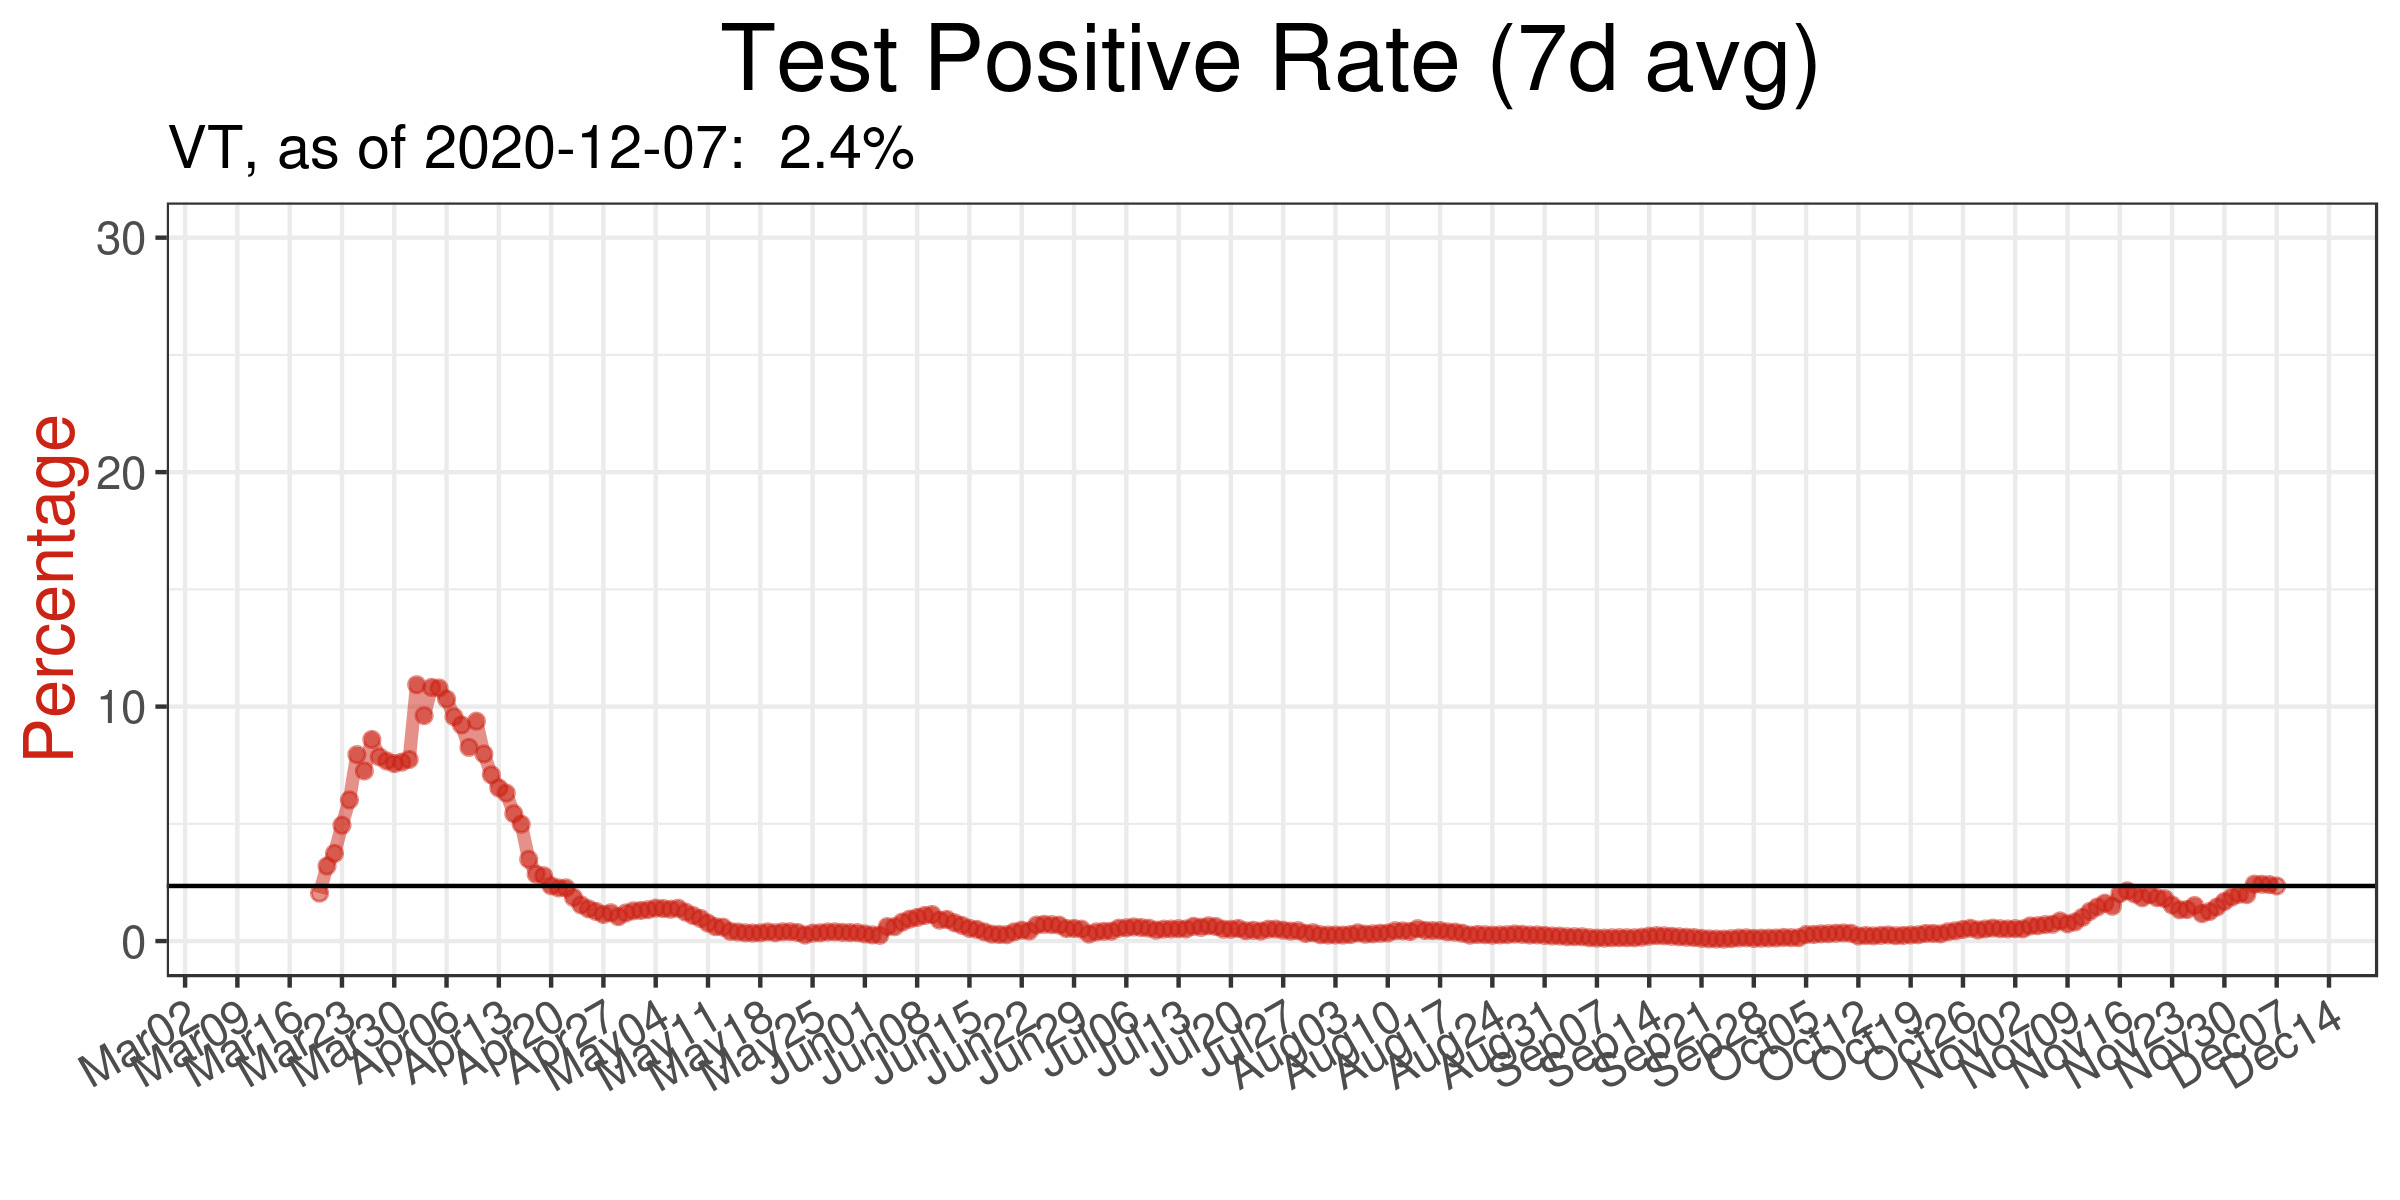 Test Positive Rate (7d avg)
VT, as of 2020-12-07:  2.4%
Percentage
30
20
10
0
Mar02
Mar09
Mar16
Mar23
Mar30
Apr06
Apr13
Apr20
Apr27
May04
May11
May18
May25
Jun01
Jun08
Jun15
Jun22
Jun29
Jul06
Jul13
Jul20
Jul27
Aug03
Aug10
Aug17
Aug24
Aug31
Sep07
Sep14
Sep21
Sep28
Oct05
Oct12
Oct19
Oct26
Nov02
Nov09
Nov16
Nov23
Nov30
Dec07
Dec14